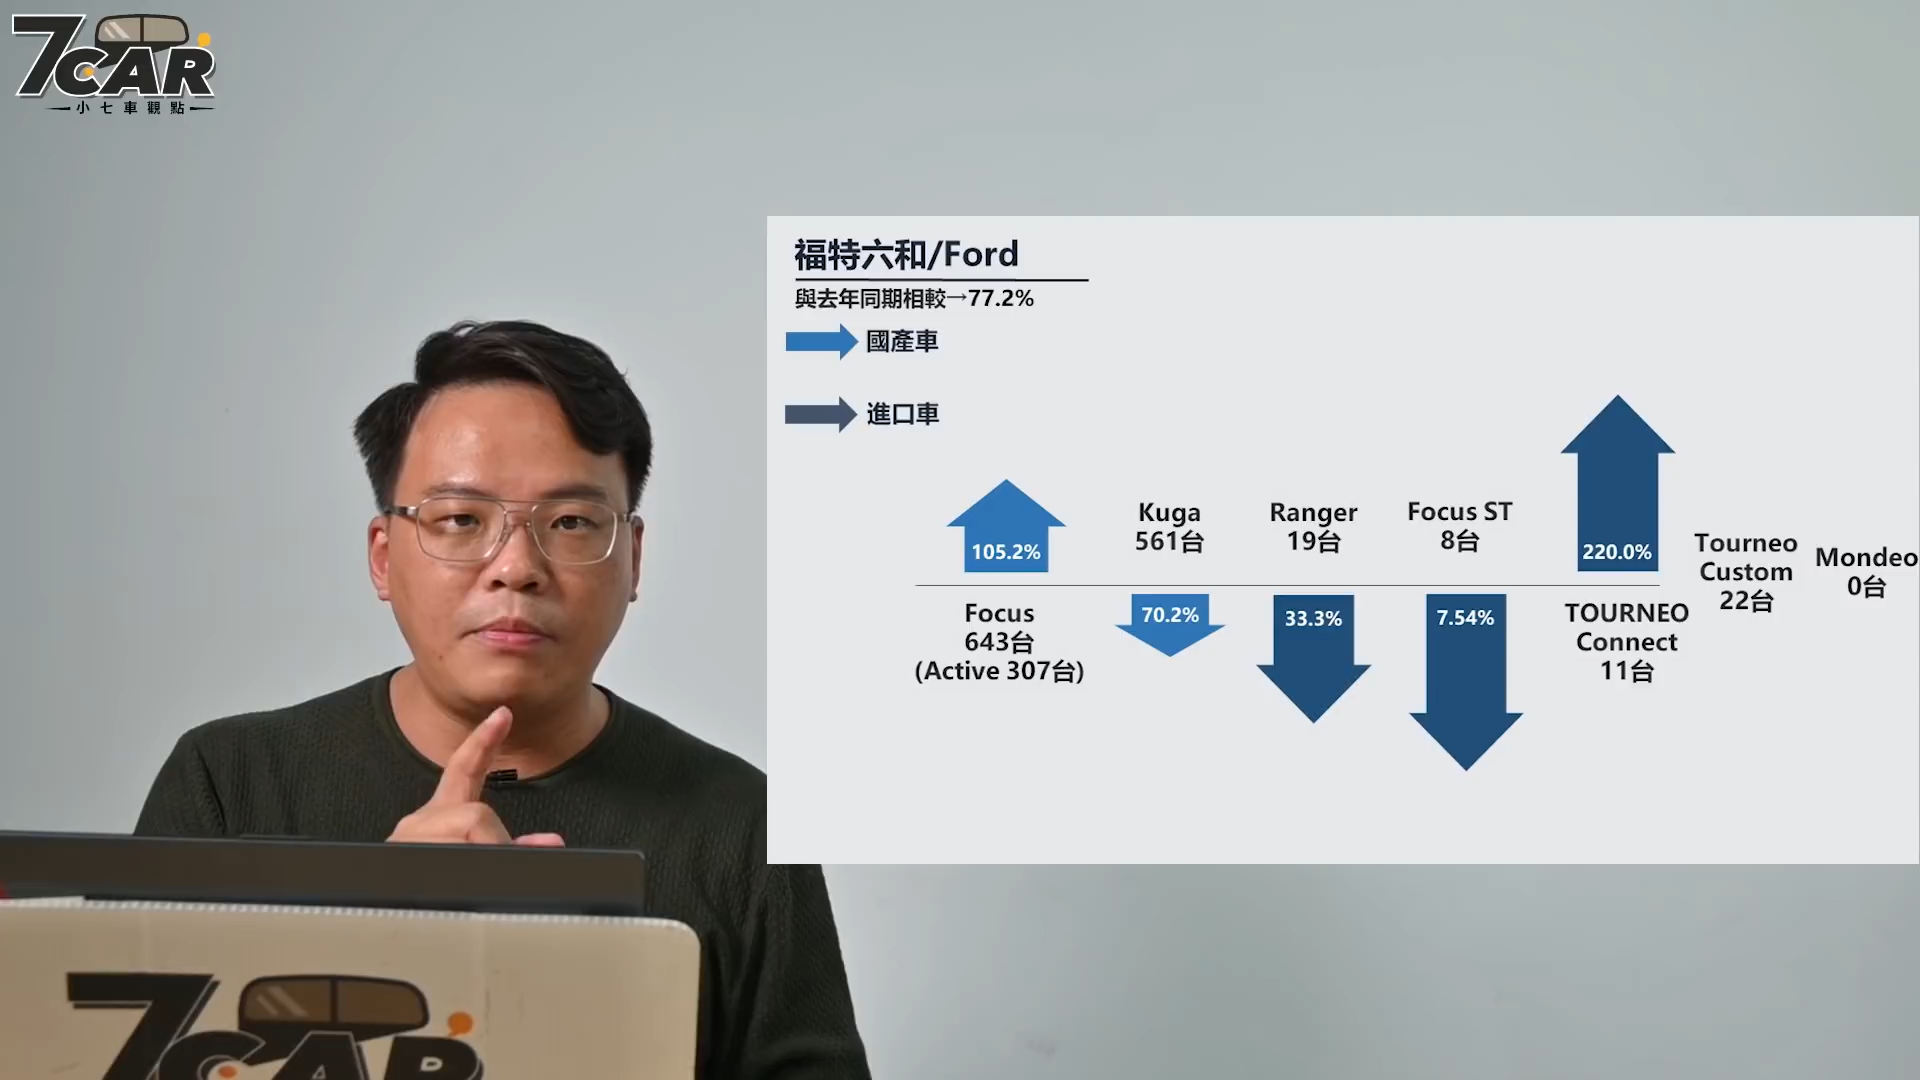 7CAR
小七車觀點
福特六和/Ford
與去年同期相較→77.2%
國產車
進口車
105.2%
Focus
643台
(Active 307台)
Kuga
561台
70.2%
Ranger
19台
33.3%
Focus ST
8台
7.54%
220.0%
TOURNEO
Connect
11台
Tourneo
Custom
22台
Mondeo
0台
7CAR